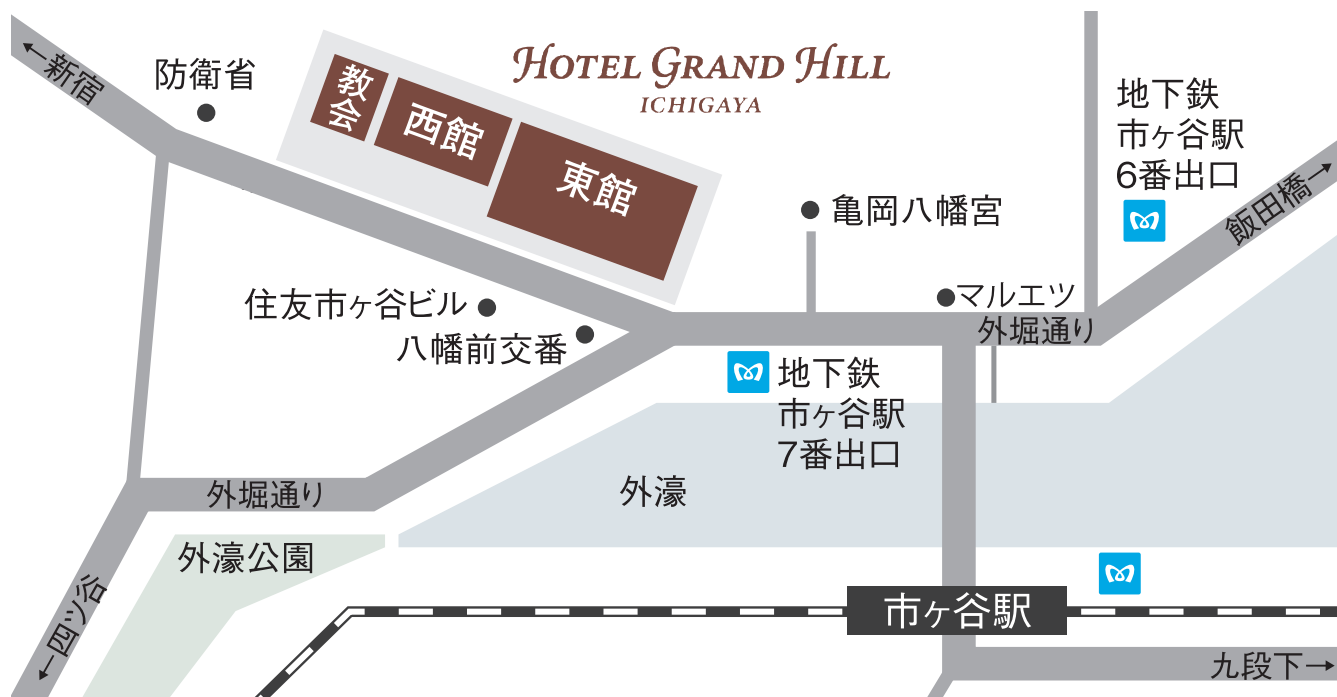 ←新宿
防衛省
教会
西館
東館
HOTEL GRAND HILL
ICHIGAYA
地下鉄
市ヶ谷駅
6番出口
飯田橋→
亀岡八幡宮
マルエツ
外堀通り
住友市ヶ谷ビル
八幡前交番
地下鉄
市ヶ谷駅
7番出口
外堀通り
外濠
外濠公園
←四ツ谷
市ヶ谷駅
九段下→